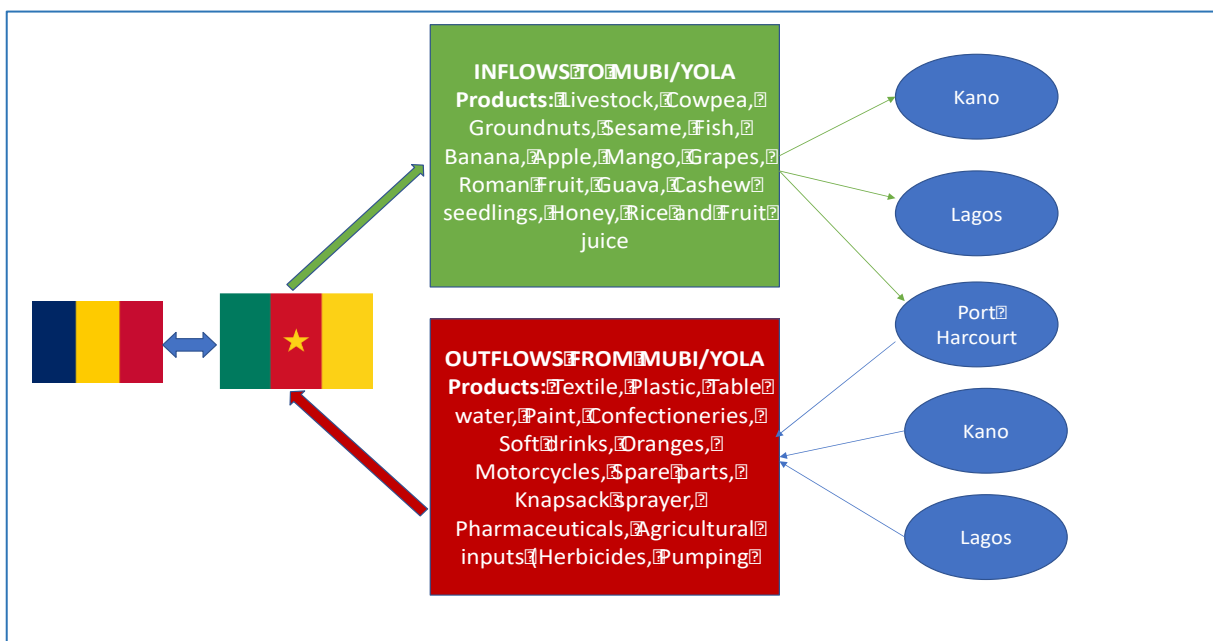 INFLOWS TO MUBI/YOLA
Products: Livestock, Cowpea,
Groundnuts, Sesame, Fish,
Banana, Apple, Mango, Grapes,
Roman Fruit, Guava, Cashew
seedlings, Honey, Rice and Fruit
juice
OUTFLOWS FROM MUBI/YOLA
Products: Textile, Plastic, Table
water, Paint, Confectioneries,
Soft drinks, Oranges,
Motorcycles, Spare parts,
Knapsack sprayer,
Pharmaceuticals, Agricultural
inputs (Herbicides, Pumping
Kano
Lagos
Port
Harcourt
Kano
Lagos